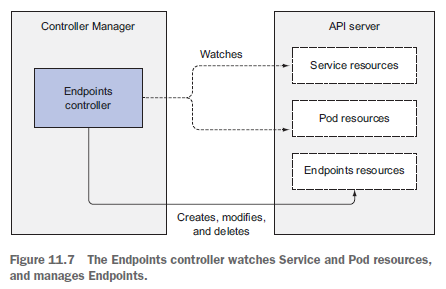 Controller Manager
API server
Watches
Service resources
Endpoints
controller
Pod resources
Endpoints resources
Creates, modifies,
and deletes
Figure 11.7 The Endpoints controller watches Service and Pod resources,
and manages Endpoints.